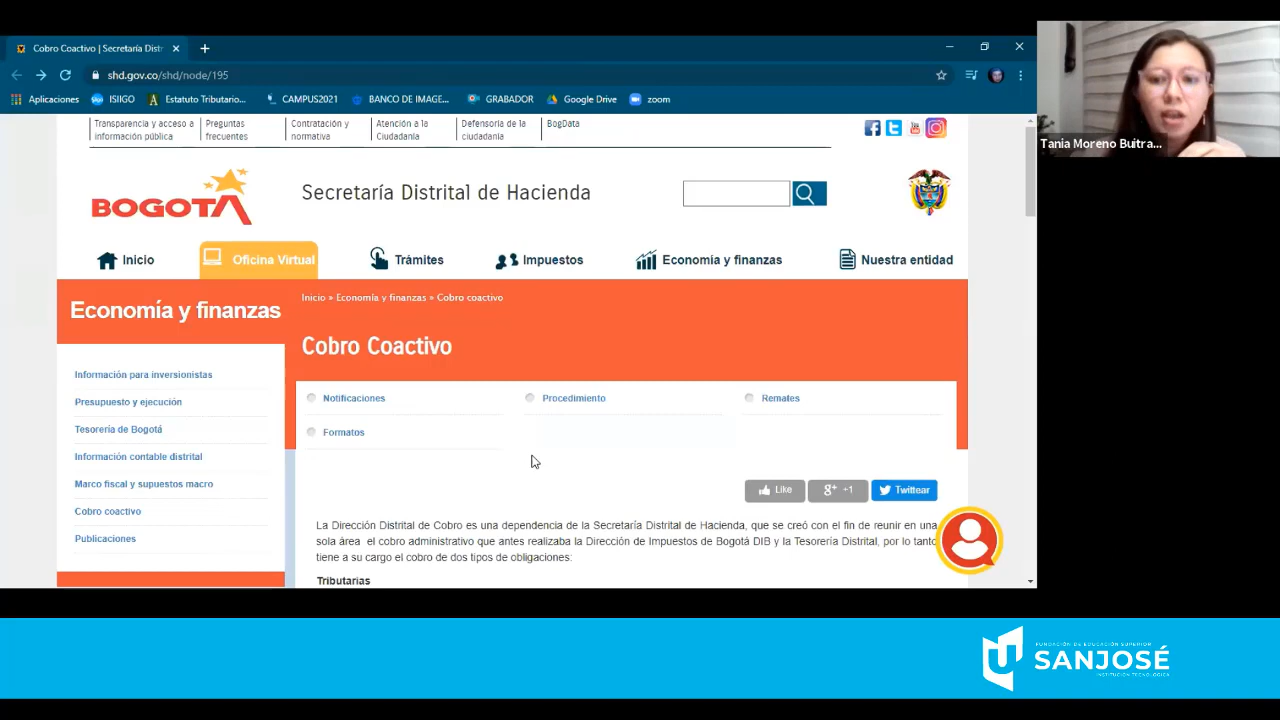 Cobro Coactivo | Secretaría Distr
shd.gov.co/shd/node/195
Aplicaciones
ISIIGO
Estatuto Tributario...
CAMPUS2021
BANCO DE IMAGE...
GRABADOR
Google Drive
zoom
Transparencia y acceso a
información pública
Preguntas
frecuentes
Contratación y
normativa
Atención a la
Ciudadanía
Defensoría de la
ciudadanía
BogData
BOGOTA
Secretaría Distrital de Hacienda
Inicio
Oficina Virtual
Trámites
Impuestos
Economía y finanzas
Nuestra entidad
Economía y finanzas
Inicio » Economía y finanzas » Cobro coactivo
Cobro Coactivo
Información para inversionistas
Presupuesto y ejecución
Tesorería de Bogotá
Información contable distrital
Marco fiscal y supuestos macro
Cobro coactivo
Publicaciones
Notificaciones
Procedimiento
Remates
Formatos
Like
g+ +1
Twittear
La Dirección Distrital de Cobro es una dependencia de la Secretaría Distrital de Hacienda, que se creó con el fin de reunir en una
sola área el cobro administrativo que antes realizaba la Dirección de Impuestos de Bogotá DIB y la Tesorería Distrital, por lo tanto
tiene a su cargo el cobro de dos tipos de obligaciones:
Tributarias
Tania Moreno Buitra...
FUNDACIÓN DE EDUCACIÓN SUPERIOR
SANJOSÉ
INSTITUCIÓN TECNOLÓGICA